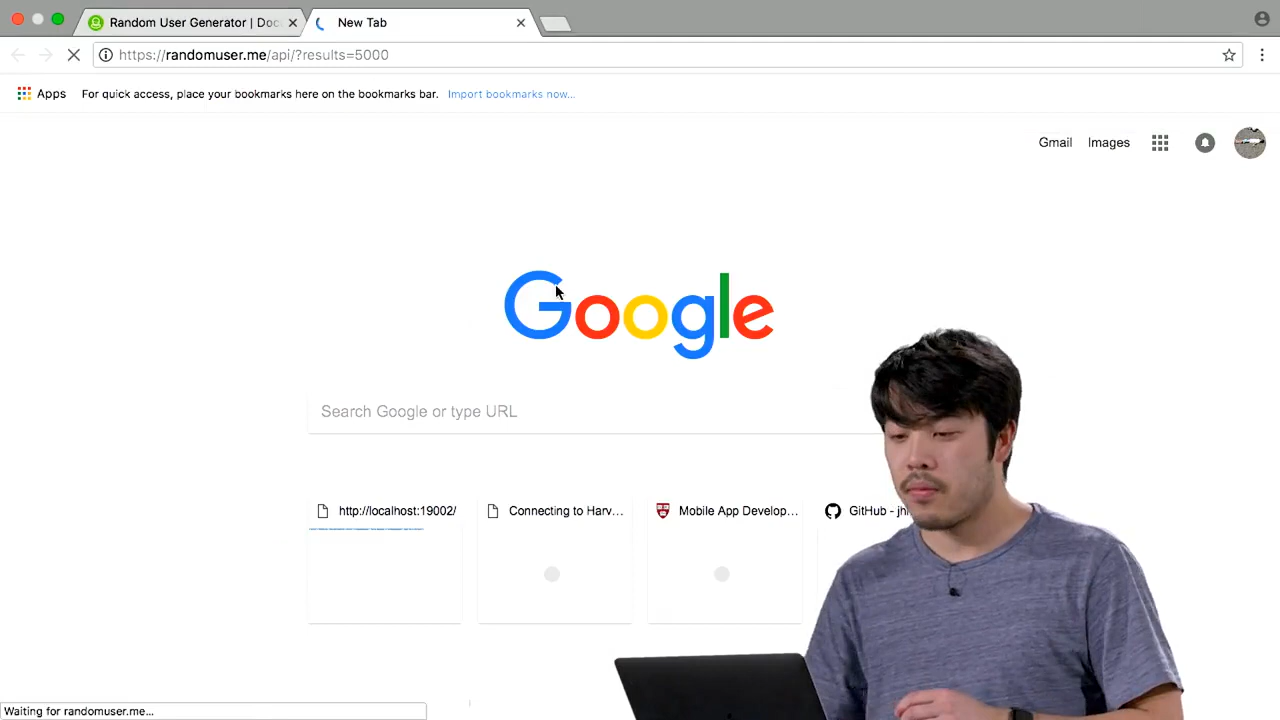 Random User Generator | Doc
New Tab
https://randomuser.me/api/?results=5000
Apps
For quick access, place your bookmarks here on the bookmarks bar.
Import bookmarks now...
Gmail
Images
Google
Search Google or type URL
http://localhost:19002/
Connecting to Harv...
Mobile App Develop...
GitHub - jh
Waiting for randomuser.me...